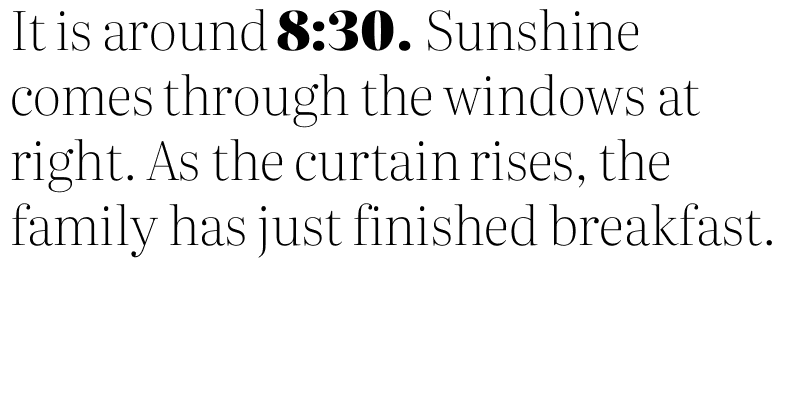 It is around 8:30. Sunshine
comes through the windows at
right. As the curtain rises, the
family has just finished breakfast.